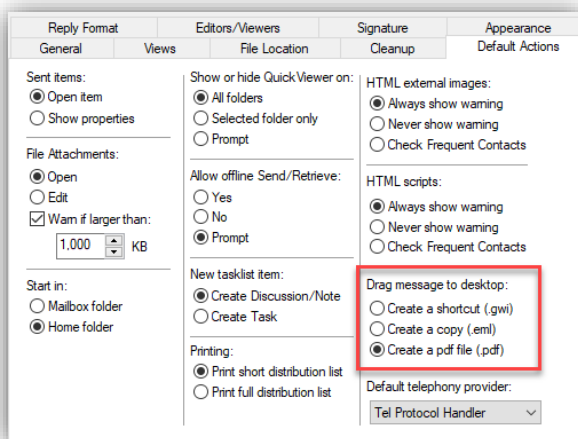 Reply Format
Editors/Viewers
Signature
Appearance
General
Views
File Location
Cleanup
Default Actions
Sent items:
Open item
Show properties
File Attachments:
Open
Edit
Warn if larger than:
1,000 KB
Start in:
Mailbox folder
Home folder
Show or hide QuickViewer on:
All folders
Selected folder only
Prompt
Allow offline Send/Retrieve:
Yes
No
Prompt
New tasklist item:
Create Discussion/Note
Create Task
Printing:
Print short distribution list
Print full distribution list
HTML external images:
Always show warning
Never show warning
Check Frequent Contacts
HTML scripts:
Always show warning
Never show warning
Check Frequent Contacts
Drag message to desktop:
Create a shortcut (.gwi)
Create a copy (.eml)
Create a pdf file (.pdf)
Default telephony provider:
Tel Protocol Handler